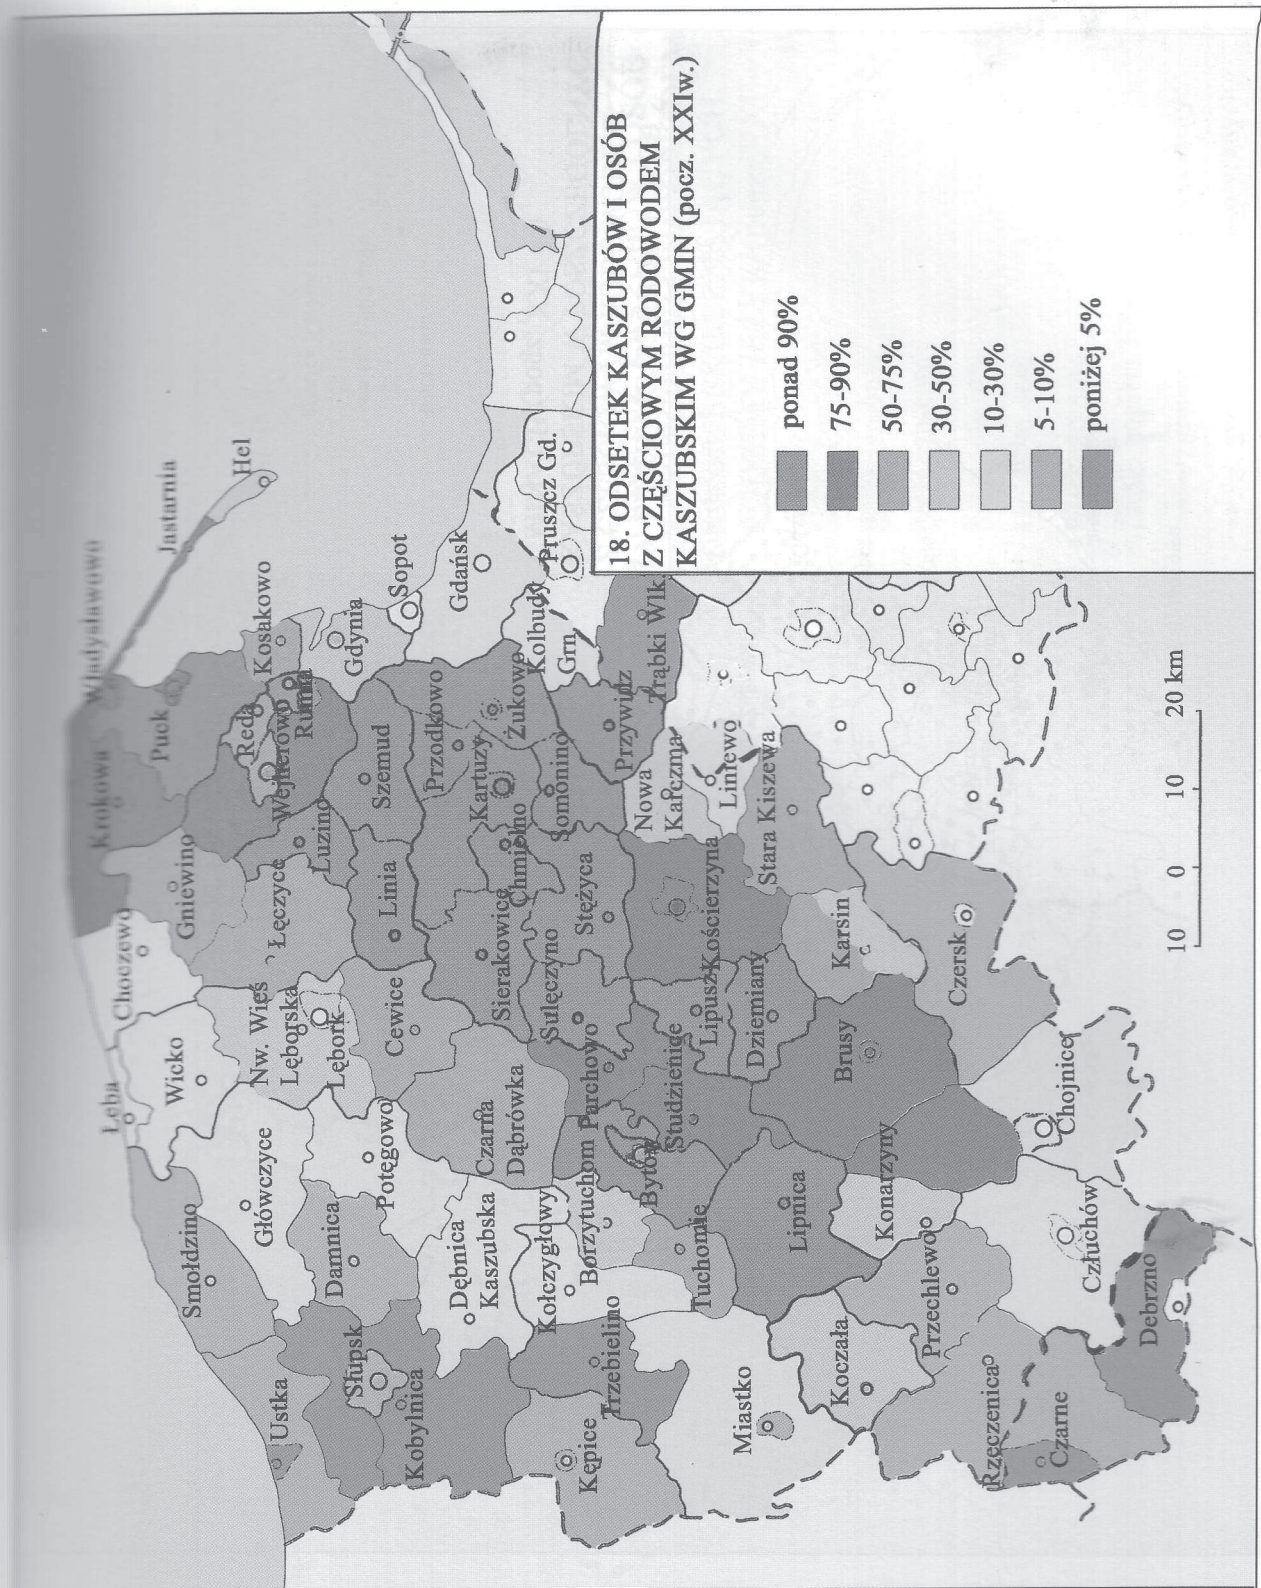 18. ODSETEK KASZUBÓW I OSÓB
Z CZĘŚCIOWYM RODOWODEM
KASZUBSKIM WG GMIN (pocz. XXIw.)
ponad 90%
75-90%
50-75%
30-50%
10-30%
5-10%
poniżej 5%
10 0 10 20 km
Władysławowo
Jastarnia
Hel
Krokowa
Puck
Kosakowo
Reda
Rumia
Wejherowo
Gdynia
Sopot
Gdańsk
Choczewo
Gniewino
Łęczyce
Luzino
Szemud
Linia
Przodkowo
Żukowo
Kartuzy
Chmielno
Somonino
Kolbudy
Grn.
Pruszcz Gd.
Trąbki Wlk.
Przywidz
Nowa
Karczma
Liniewo
Stara Kiszewa
Kościerzyna
Stężyca
Sierakowice
Sulęczyno
Łeba
Wicko
Nw. Wieś
Lęborska
Lębork
Cewice
Czarna
Dąbrówka
Parchowo
Studzienice
Lipusz
Dziemiany
Karsin
Czersk
Brusy
Chojnice
Główczyce
Potęgowo
Smołdzino
Damnica
Dębnica
Kaszubska
Kołczygłowy
Borzytuchom
Bytów
Tuchomie
Lipnica
Konarzyny
Człuchów
Debrzno
Przechlewo
Koczała
Rzeczenica
Czarne
Miastko
Trzebielino
Kępice
Kobylnica
Słupsk
Ustka